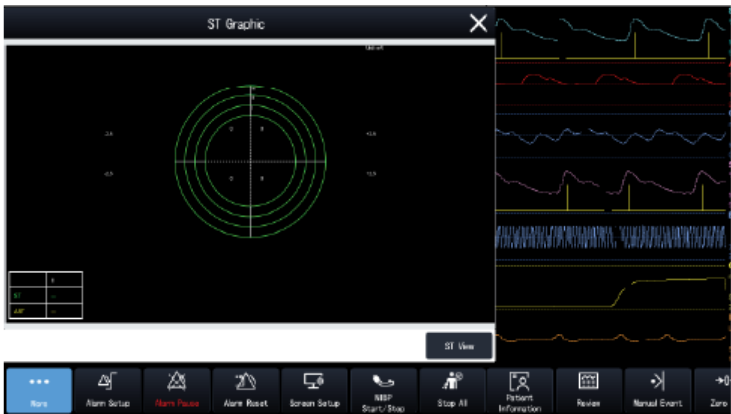 ST Graphic
ST
ST View
More
Alarm Setup
Alarm Pause
Alarm Reset
Screen Setup
NIBP
Start/Stop
Stop All
Patient
Information
Review
Manual Event
Zero